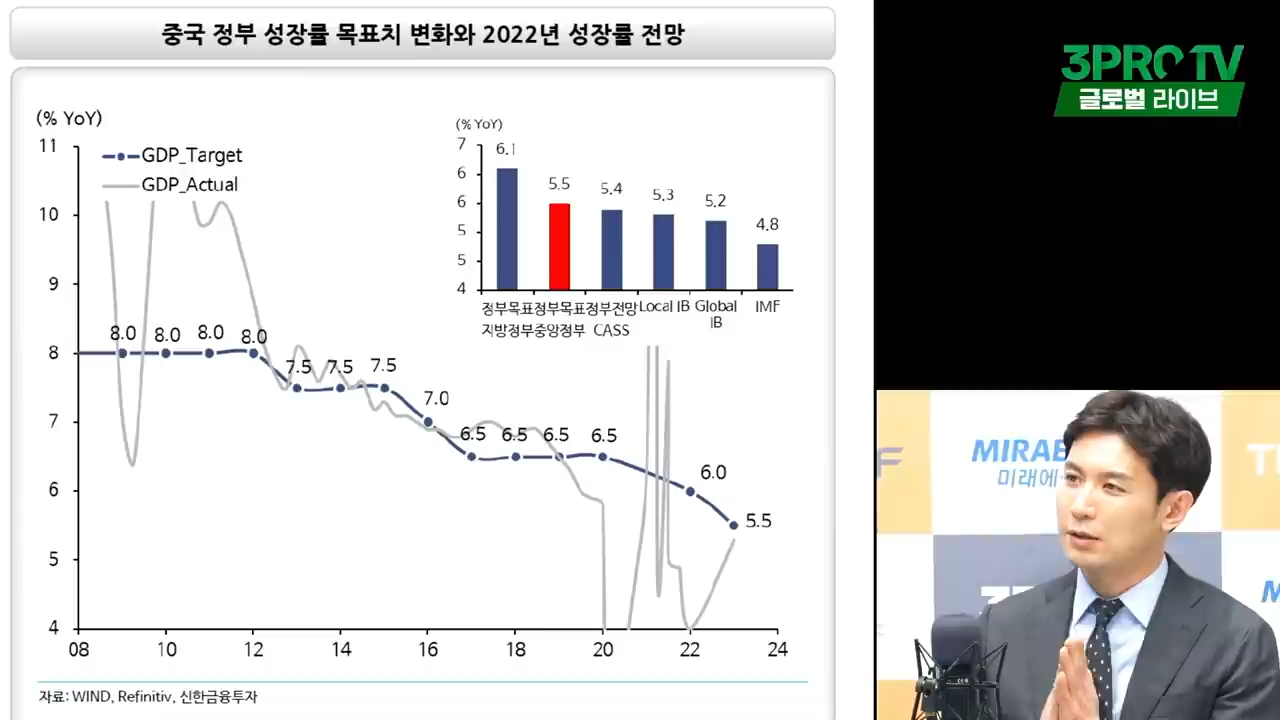 중국 정부 성장률 목표치 변화와 2022년 성장률 전망
3PRO TV
글로벌 라이브
(% YoY)
GDP_Target
GDP_Actual
11
10
9
8
7
6
5
4
8.0 8.0 8.0 8.0 7.5 7.5 7.5 7.0 6.5 6.5 6.5 6.5 6.0 5.5
08 10 12 14 16 18 20 22 24
(% YoY)
7
6
6
5
5
4
6.1 5.5 5.4 5.3 5.2 4.8
정부목표 정부목표 정부전망 Local IB Global IMF
지방정부 중앙정부 CASS IB
자료: WIND, Refinitiv, 신한금융투자
MIRAE
미래에